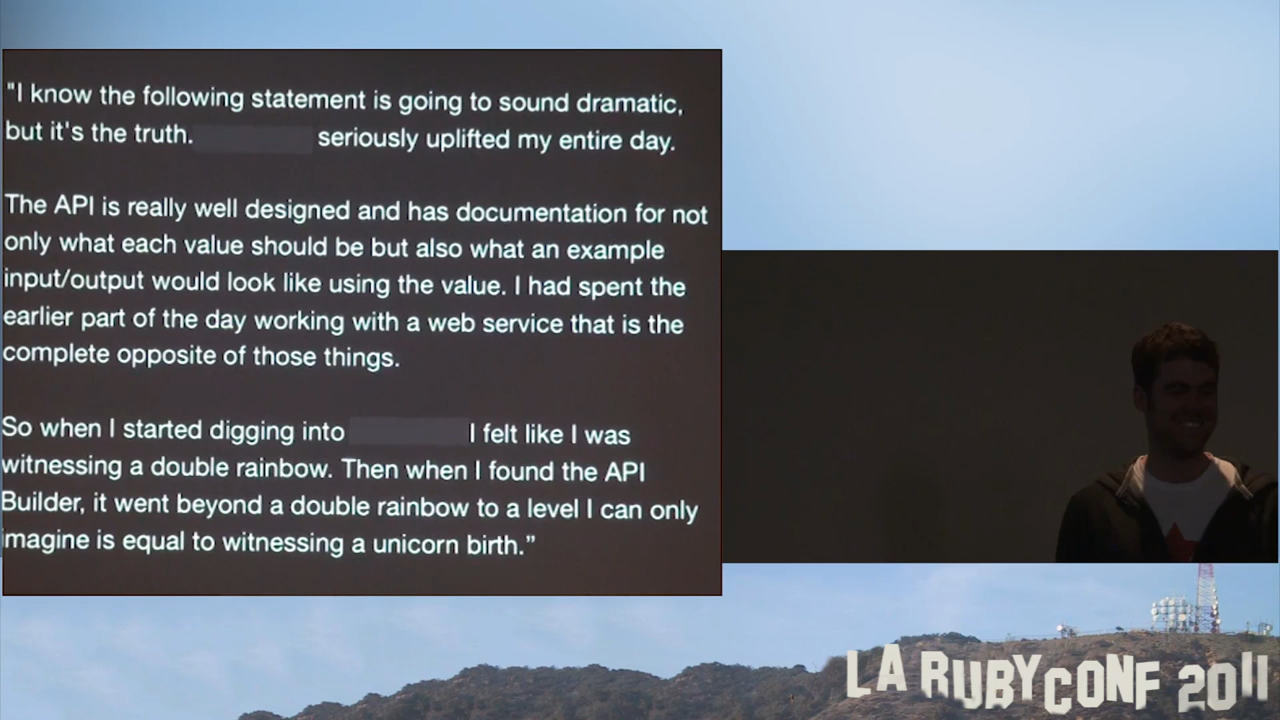 "I know the following statement is going to sound dramatic,
but it's the truth. seriously uplifted my entire day.
The API is really well designed and has documentation for not
only what each value should be but also what an example
input/output would look like using the value. I had spent the
earlier part of the day working with a web service that is the
complete opposite of those things.
So when I started digging into I felt like I was
witnessing a double rainbow. Then when I found the API
Builder, it went beyond a double rainbow to a level I can only
imagine is equal to witnessing a unicorn birth.”
LA RUBYCONF 2011